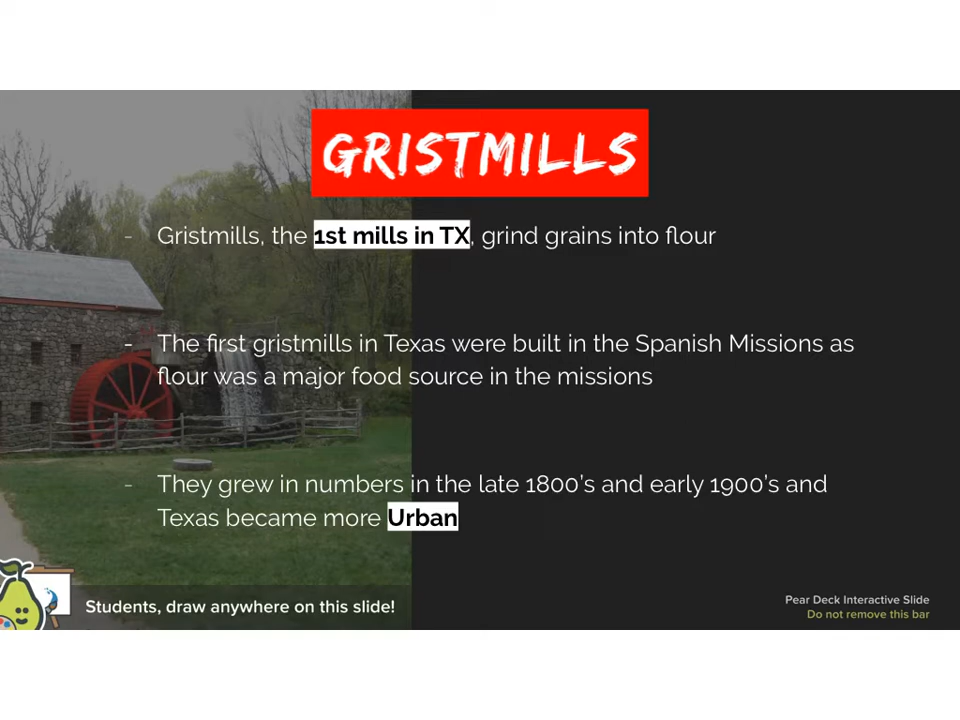 GRISTMILLS
- Gristmills, the 1st mills in TX, grind grains into flour
- The first gristmills in Texas were built in the Spanish Missions as
flour was a major food source in the missions
- They grew in numbers in the late 1800's and early 1900's and
Texas became more Urban
Students, draw anywhere on this slide!
Pear Deck Interactive Slide
Do not remove this bar